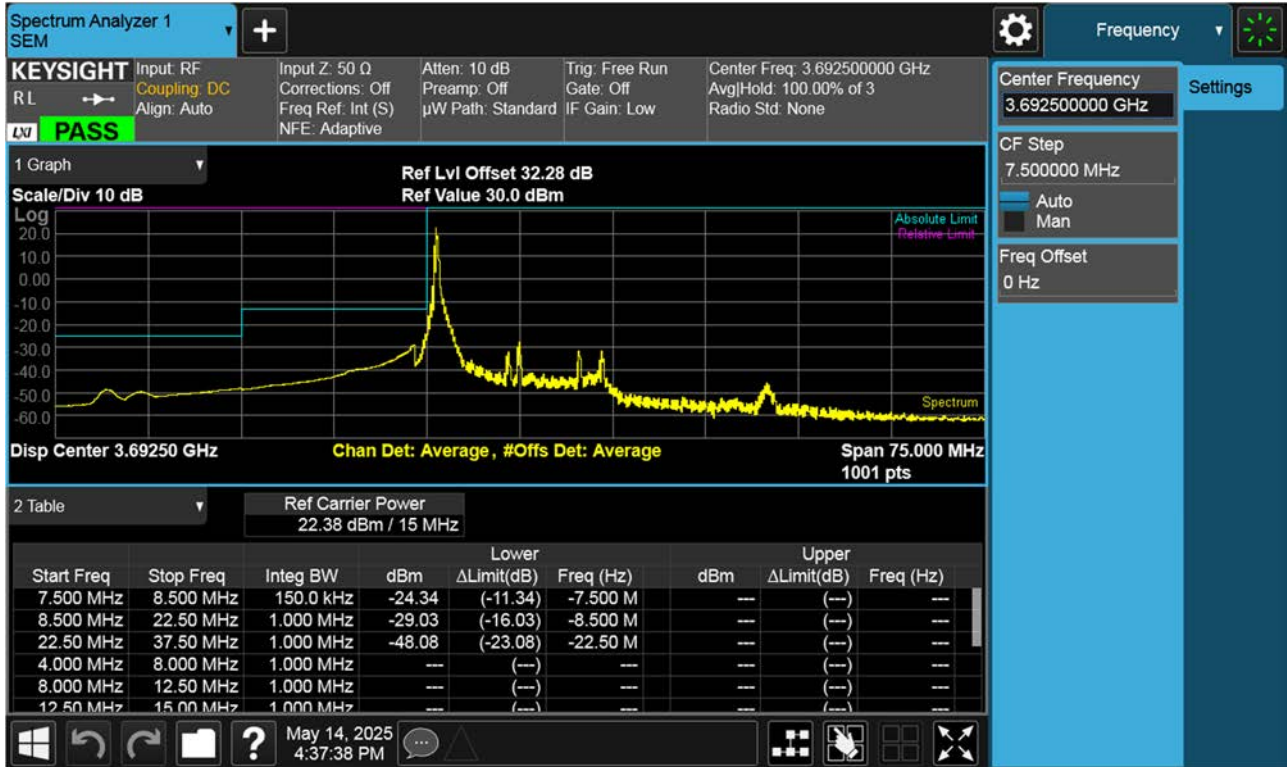 Spectrum Analyzer 1
SEM
Frequency
KEYSIGHT
RL
LXI
PASS
Input: RF
Coupling: DC
Align: Auto
Input Z: 50 Ω
Corrections: Off
Freq Ref: Int (S)
NFE: Adaptive
Atten: 10 dB
Preamp: Off
µW Path: Standard
Trig: Free Run
Gate: Off
IF Gain: Low
Center Freq: 3.692500000 GHz
Avg|Hold: 100.00% of 3
Radio Std: None
Center Frequency
3.692500000 GHz
Settings
CF Step
7.500000 MHz
Auto
Man
Freq Offset
0 Hz
1 Graph
Scale/Div 10 dB
Ref Lvl Offset 32.28 dB
Ref Value 30.0 dBm
Log
20.0
10.0
0.00
-10.0
-20.0
-30.0
-40.0
-50.0
-60.0
Absolute Limit
Relative Limit
Spectrum
Disp Center 3.69250 GHz
Chan Det: Average, #Offs Det: Average
Span 75.000 MHz
1001 pts
2 Table
Ref Carrier Power
22.38 dBm / 15 MHz
Lower Upper
Start Freq Stop Freq Integ BW dBm ΔLimit(dB) Freq (Hz) dBm ΔLimit(dB) Freq (Hz)
7.500 MHz 8.500 MHz 150.0 kHz -24.34 (-11.34) -7.500 M --- (---) ---
8.500 MHz 22.50 MHz 1.000 MHz -29.03 (-16.03) -8.500 M --- (---) ---
22.50 MHz 37.50 MHz 1.000 MHz -48.08 (-23.08) -22.50 M --- (---) ---
4.000 MHz 8.000 MHz 1.000 MHz --- (---) --- --- (---) ---
8.000 MHz 12.50 MHz 1.000 MHz --- (---) --- --- (---) ---
12.50 MHz 15.00 MHz 1.000 MHz --- (---) --- --- (---) ---
May 14, 2025
4:37:38 PM